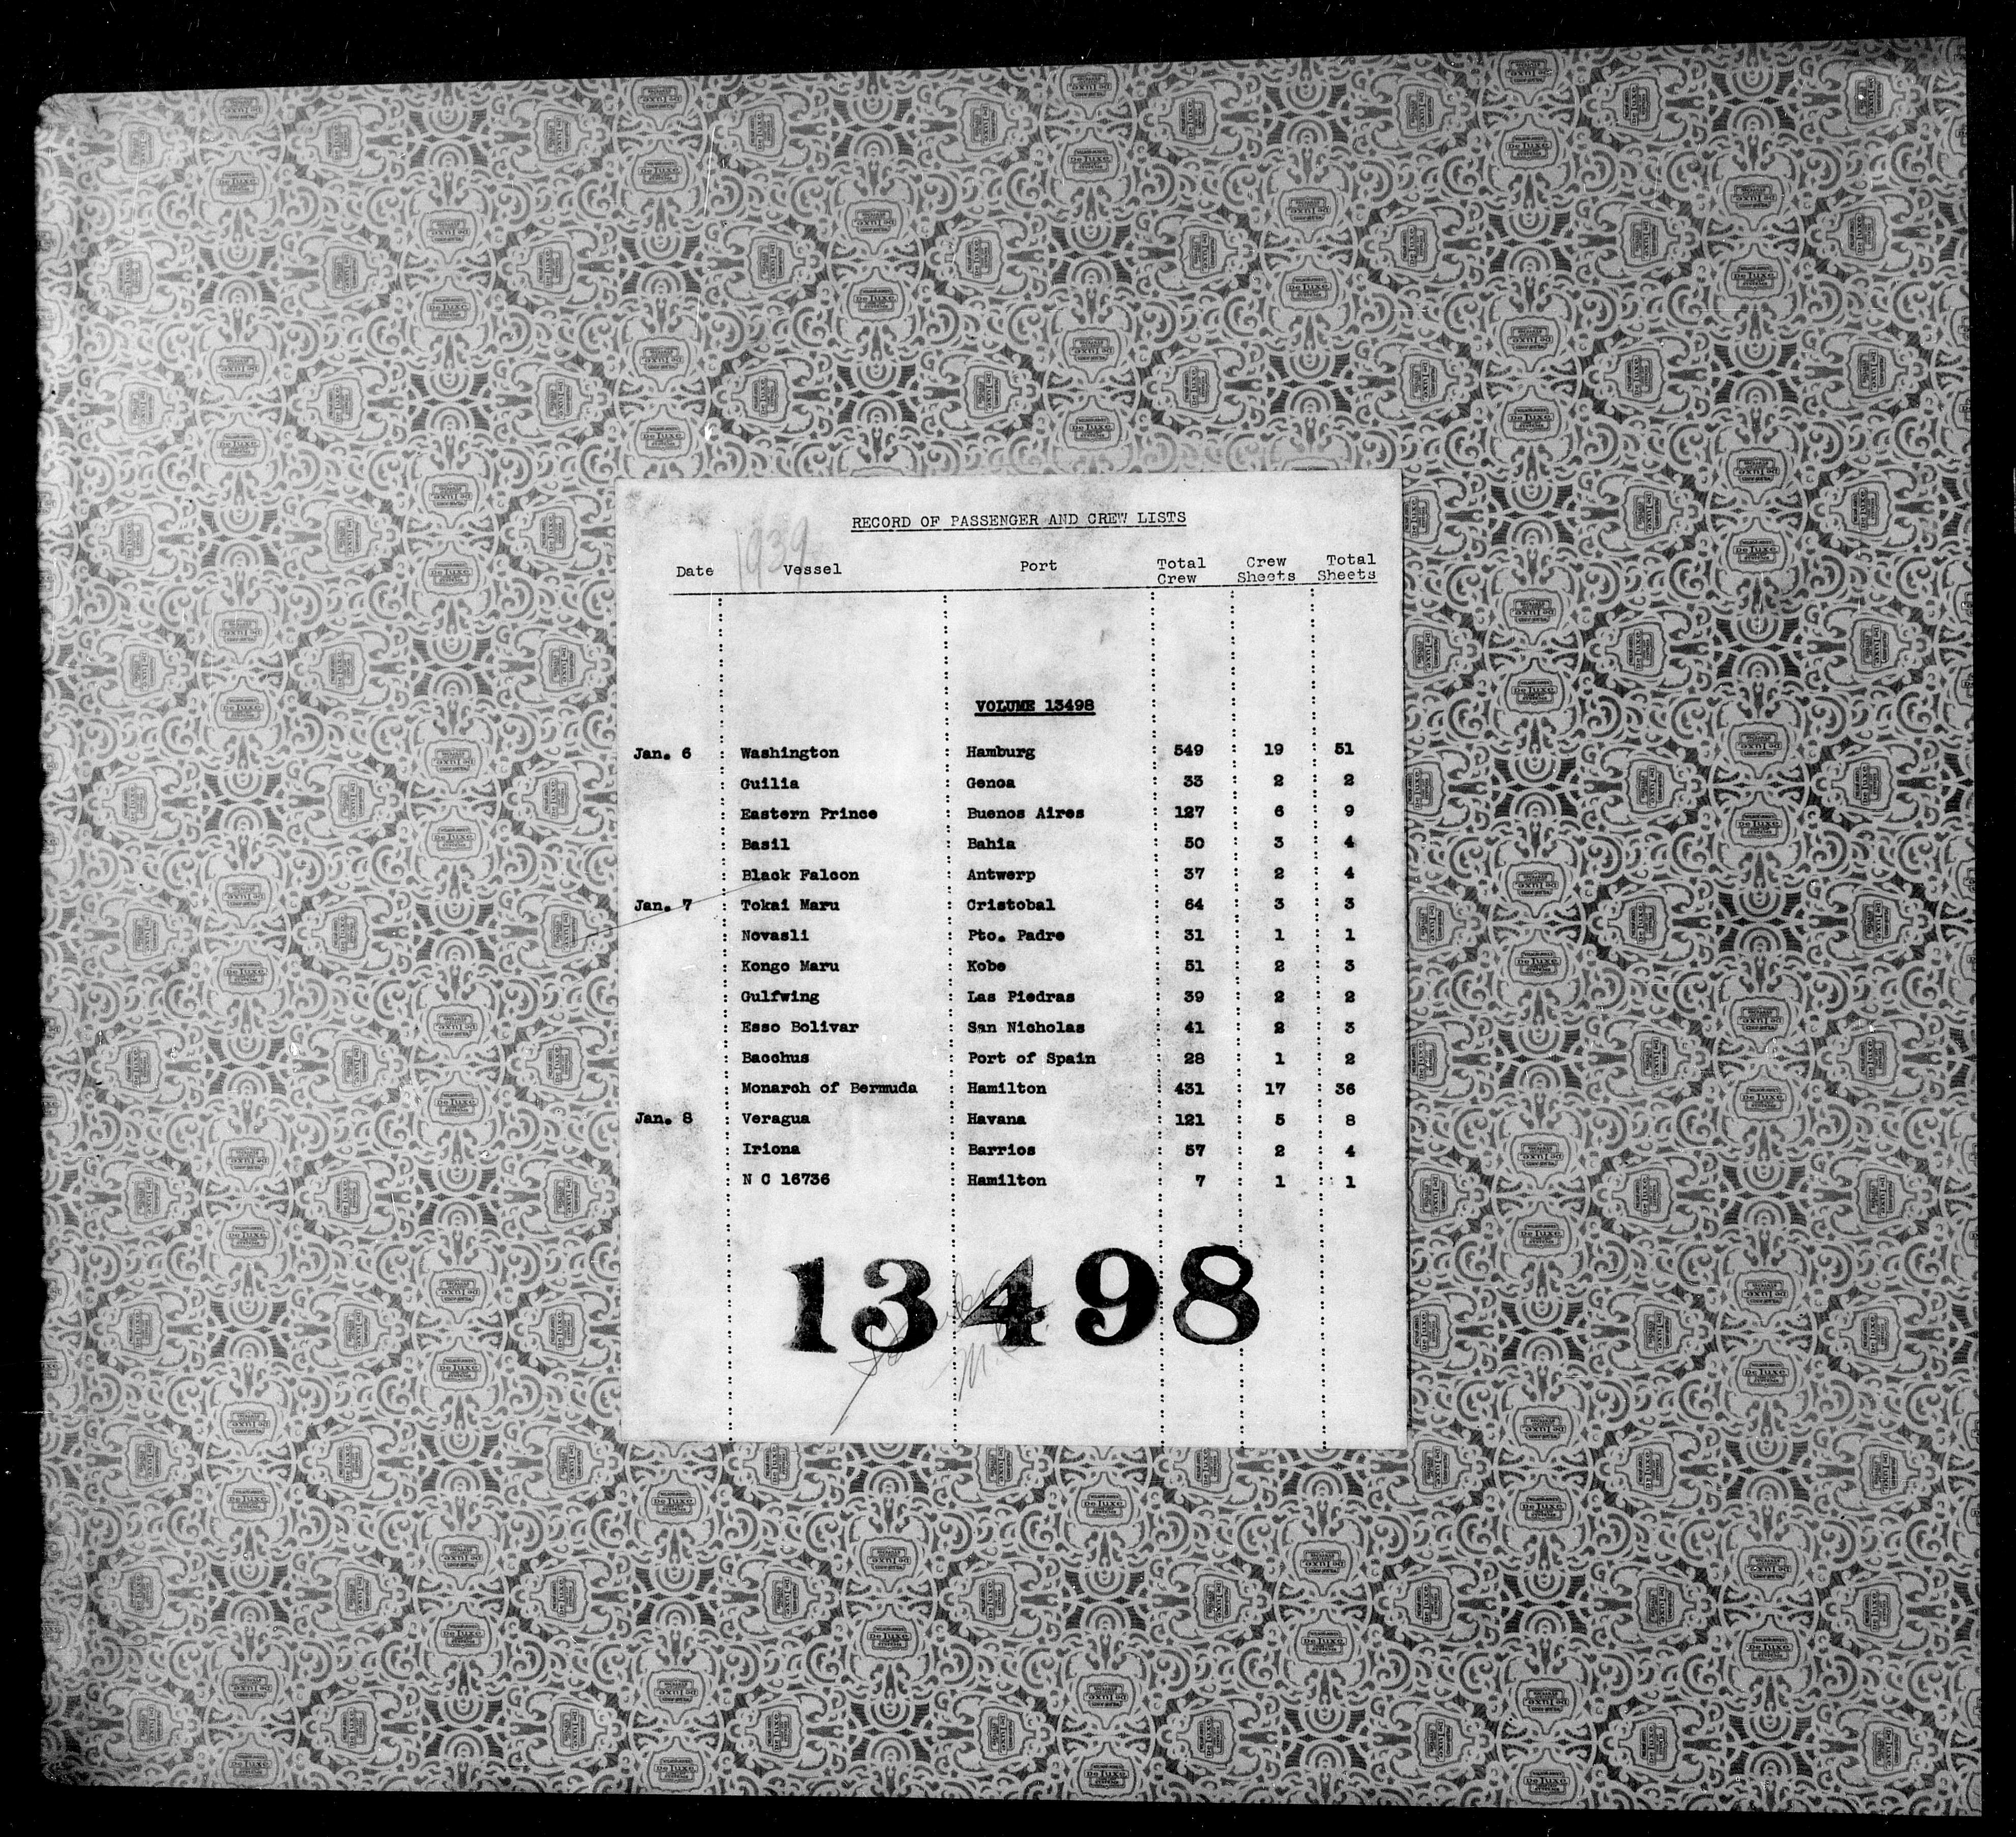 RECORD OF PASSENGER AND CREW LISTS
1939
Date Vessel Port Total Crew Crew Sheets Total Sheets
VOLUME 13498
Jan. 6 : Washington : Hamburg : 549 : 19 : 51
: Guilia : Genoa : 33 : 2 : 2
: Eastern Prince : Buenos Aires : 127 : 6 : 9
: Basil : Bahia : 50 : 3 : 4
: Black Falcon : Antwerp : 37 : 2 : 4
Jan. 7 : Tokai Maru : Cristobal : 64 : 3 : 3
: Novasli : Pto. Padre : 31 : 1 : 1
: Kongo Maru : Kobe : 51 : 2 : 3
: Gulfwing : Las Piedras : 39 : 2 : 2
: Esso Bolivar : San Nicholas : 41 : 2 : 3
: Bacchus : Port of Spain : 28 : 1 : 2
: Monarch of Bermuda : Hamilton : 431 : 17 : 36
Jan. 8 : Veragua : Havana : 121 : 5 : 8
: Iriona : Barrios : 57 : 2 : 4
: N C 16736 : Hamilton : 7 : 1 : 1
13498